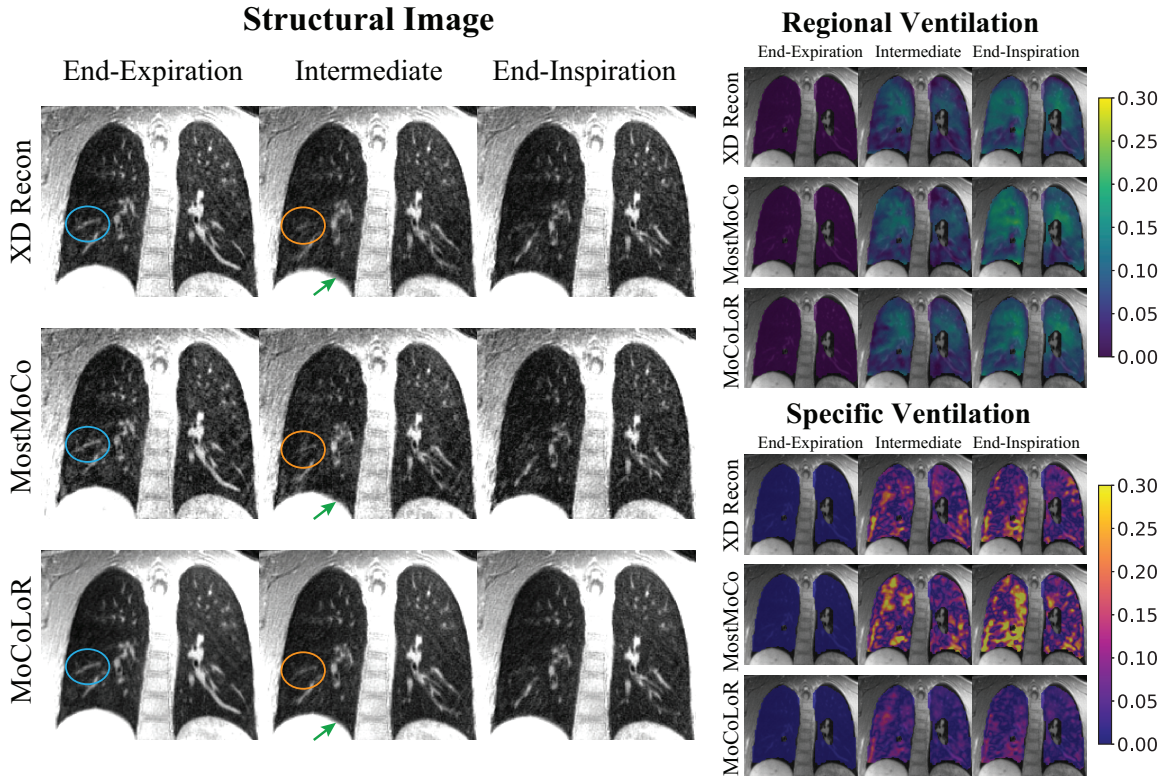 Structural Image
End-Expiration Intermediate End-Inspiration
XD Recon
MostMoCo
MoCoLoR
Regional Ventilation
End-Expiration Intermediate End-Inspiration
XD Recon
MostMoCo
MoCoLoR
0.30
0.25
0.20
0.15
0.10
0.05
0.00
Specific Ventilation
End-Expiration Intermediate End-Inspiration
XD Recon
MostMoCo
MoCoLoR
0.30
0.25
0.20
0.15
0.10
0.05
0.00